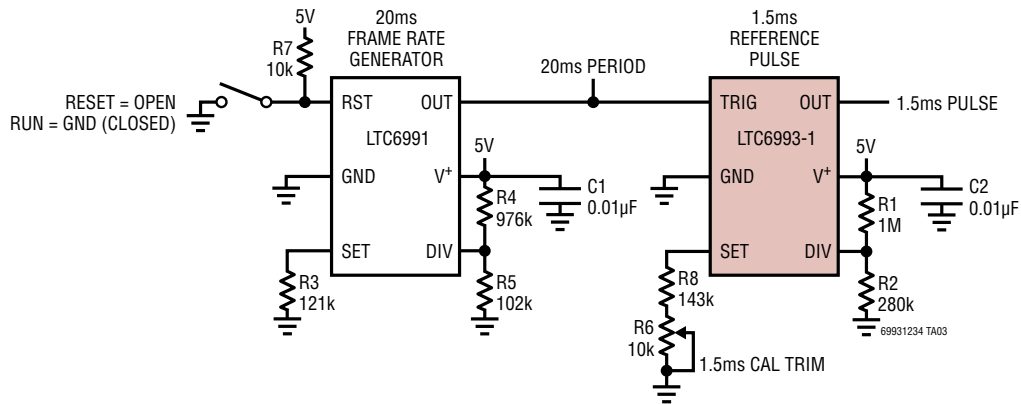 20ms
FRAME RATE
GENERATOR
1.5ms
REFERENCE
PULSE
5V
R7
10k
20ms PERIOD
RESET = OPEN
RUN = GND (CLOSED)
RST
OUT
TRIG
OUT
1.5ms PULSE
LTC6991
LTC6993-1
5V
5V
GND
V+
C1
0.01µF
GND
V+
C2
0.01µF
R4
976k
R1
1M
SET
DIV
SET
DIV
R3
121k
R5
102k
R8
143k
R2
280k
R6
10k
69931234 TA03
1.5ms CAL TRIM